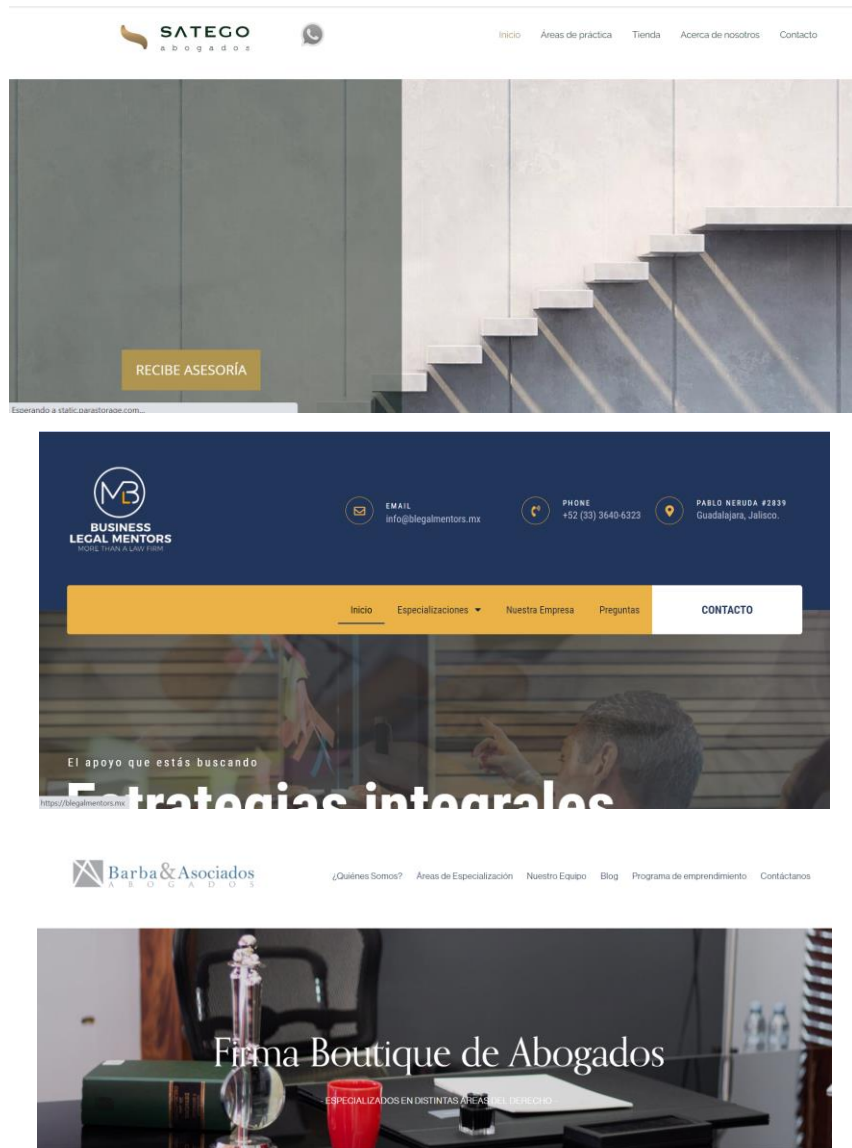 SATEGO
abogados
Inicio Áreas de práctica Tienda Acerca de nosotros Contacto
RECIBE ASESORÍA
Esperando a static.parastorage.com...
MLB
BUSINESS
LEGAL MENTORS
MORE THAN A LAW FIRM
EMAIL
info@blegalmentors.mx
PHONE
+52 (33) 3640-6323
PABLO NERUDA #2839
Guadalajara, Jalisco.
Inicio Especializaciones Nuestra Empresa Preguntas CONTACTO
El apoyo que estás buscando
Estrategias integrales
https://blegalmentors.mx
Barba & Asociados
ABOGADOS
¿Quiénes Somos? Áreas de Especialización Nuestro Equipo Blog Programa de emprendimiento Contáctanos
Firma Boutique de Abogados
- ESPECIALIZADOS EN DISTINTAS ÁREAS DEL DERECHO -